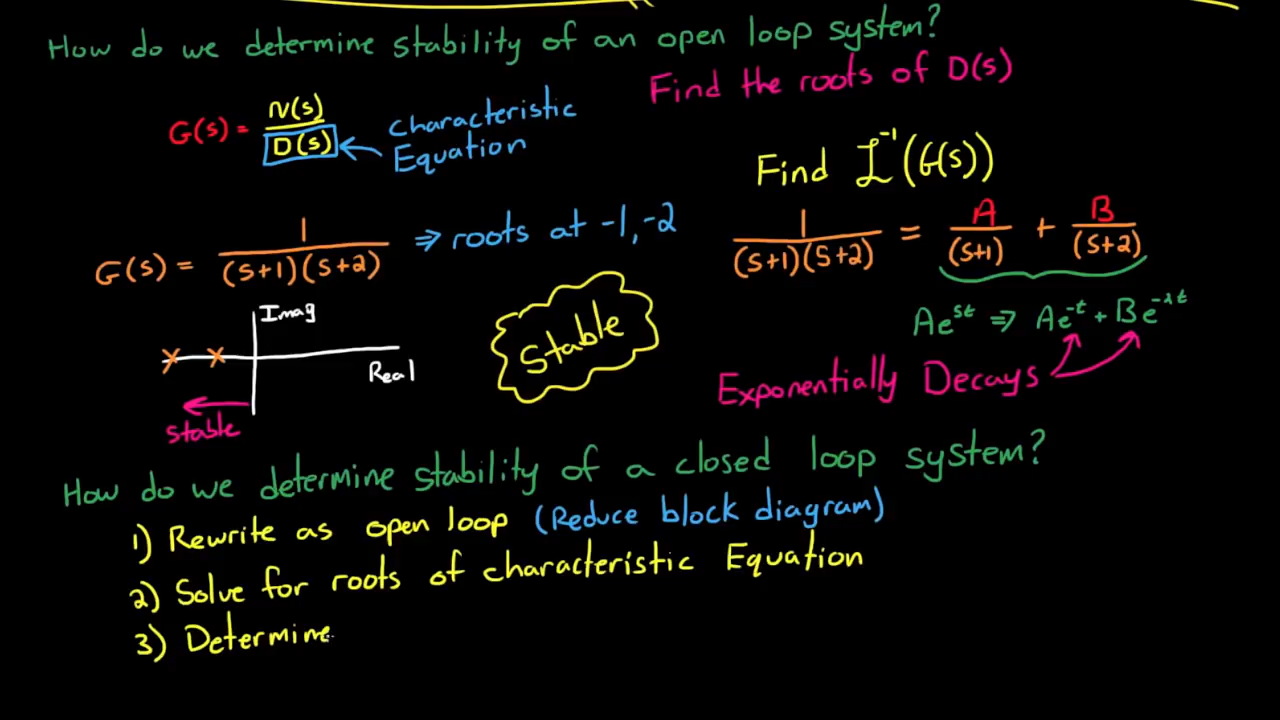 How do we determine stability of an open loop system?
Find the roots of D(s)
G(s) = N(s) / D(s)
Characteristic
Equation
Find ℒ⁻¹(G(s))
G(s) = 1 / (s+1)(s+2) ⇒ roots at -1, -2
1 / (s+1)(s+2) = A / (s+1) + B / (s+2)
Imag
Real
Stable
stable
Ae^st ⇒ Ae^-t + Be^-2t
Exponentially Decays
How do we determine stability of a closed loop system?
1) Rewrite as open loop (Reduce block diagram)
2) Solve for roots of characteristic Equation
3) Determine